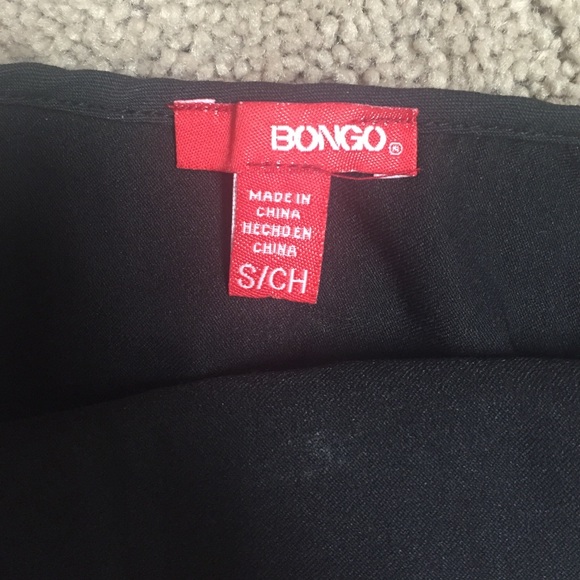 BONGO®
MADE IN
CHINA
HECHO EN
CHINA
S/CH